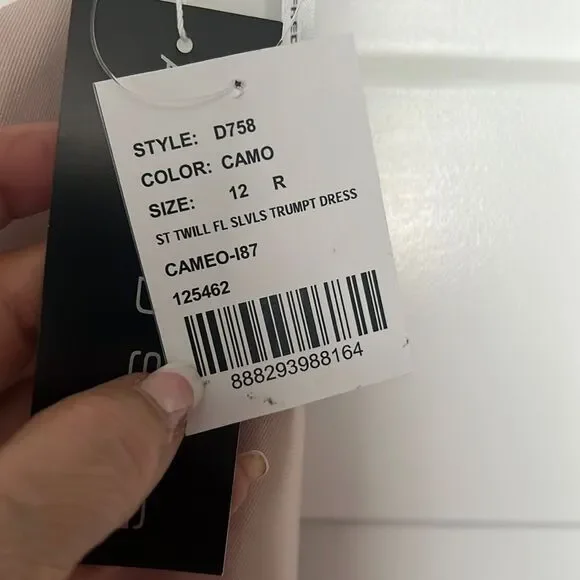 STYLE: D758
COLOR: CAMO
SIZE: 12 R
ST TWILL FL SLVLS TRUMPT DRESS
CAMEO-I87
125462
888293988164